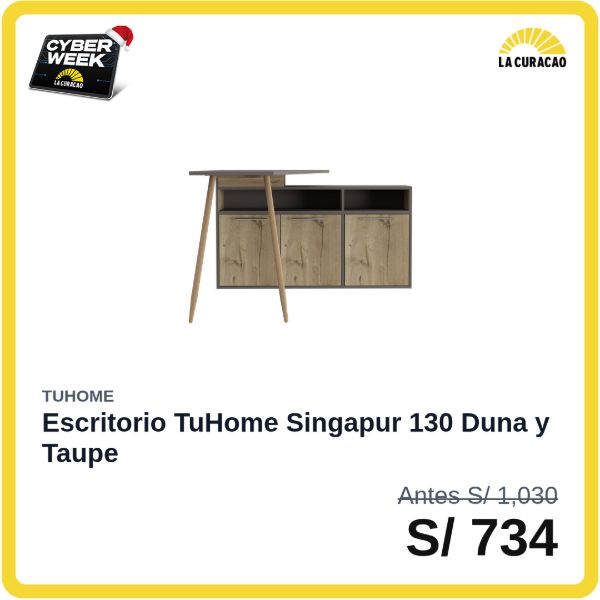 CYBER
WEEK
LA CURACAO
LA CURACAO
TUHOME
Escritorio TuHome Singapur 130 Duna y
Taupe
Antes S/ 1,030
S/ 734